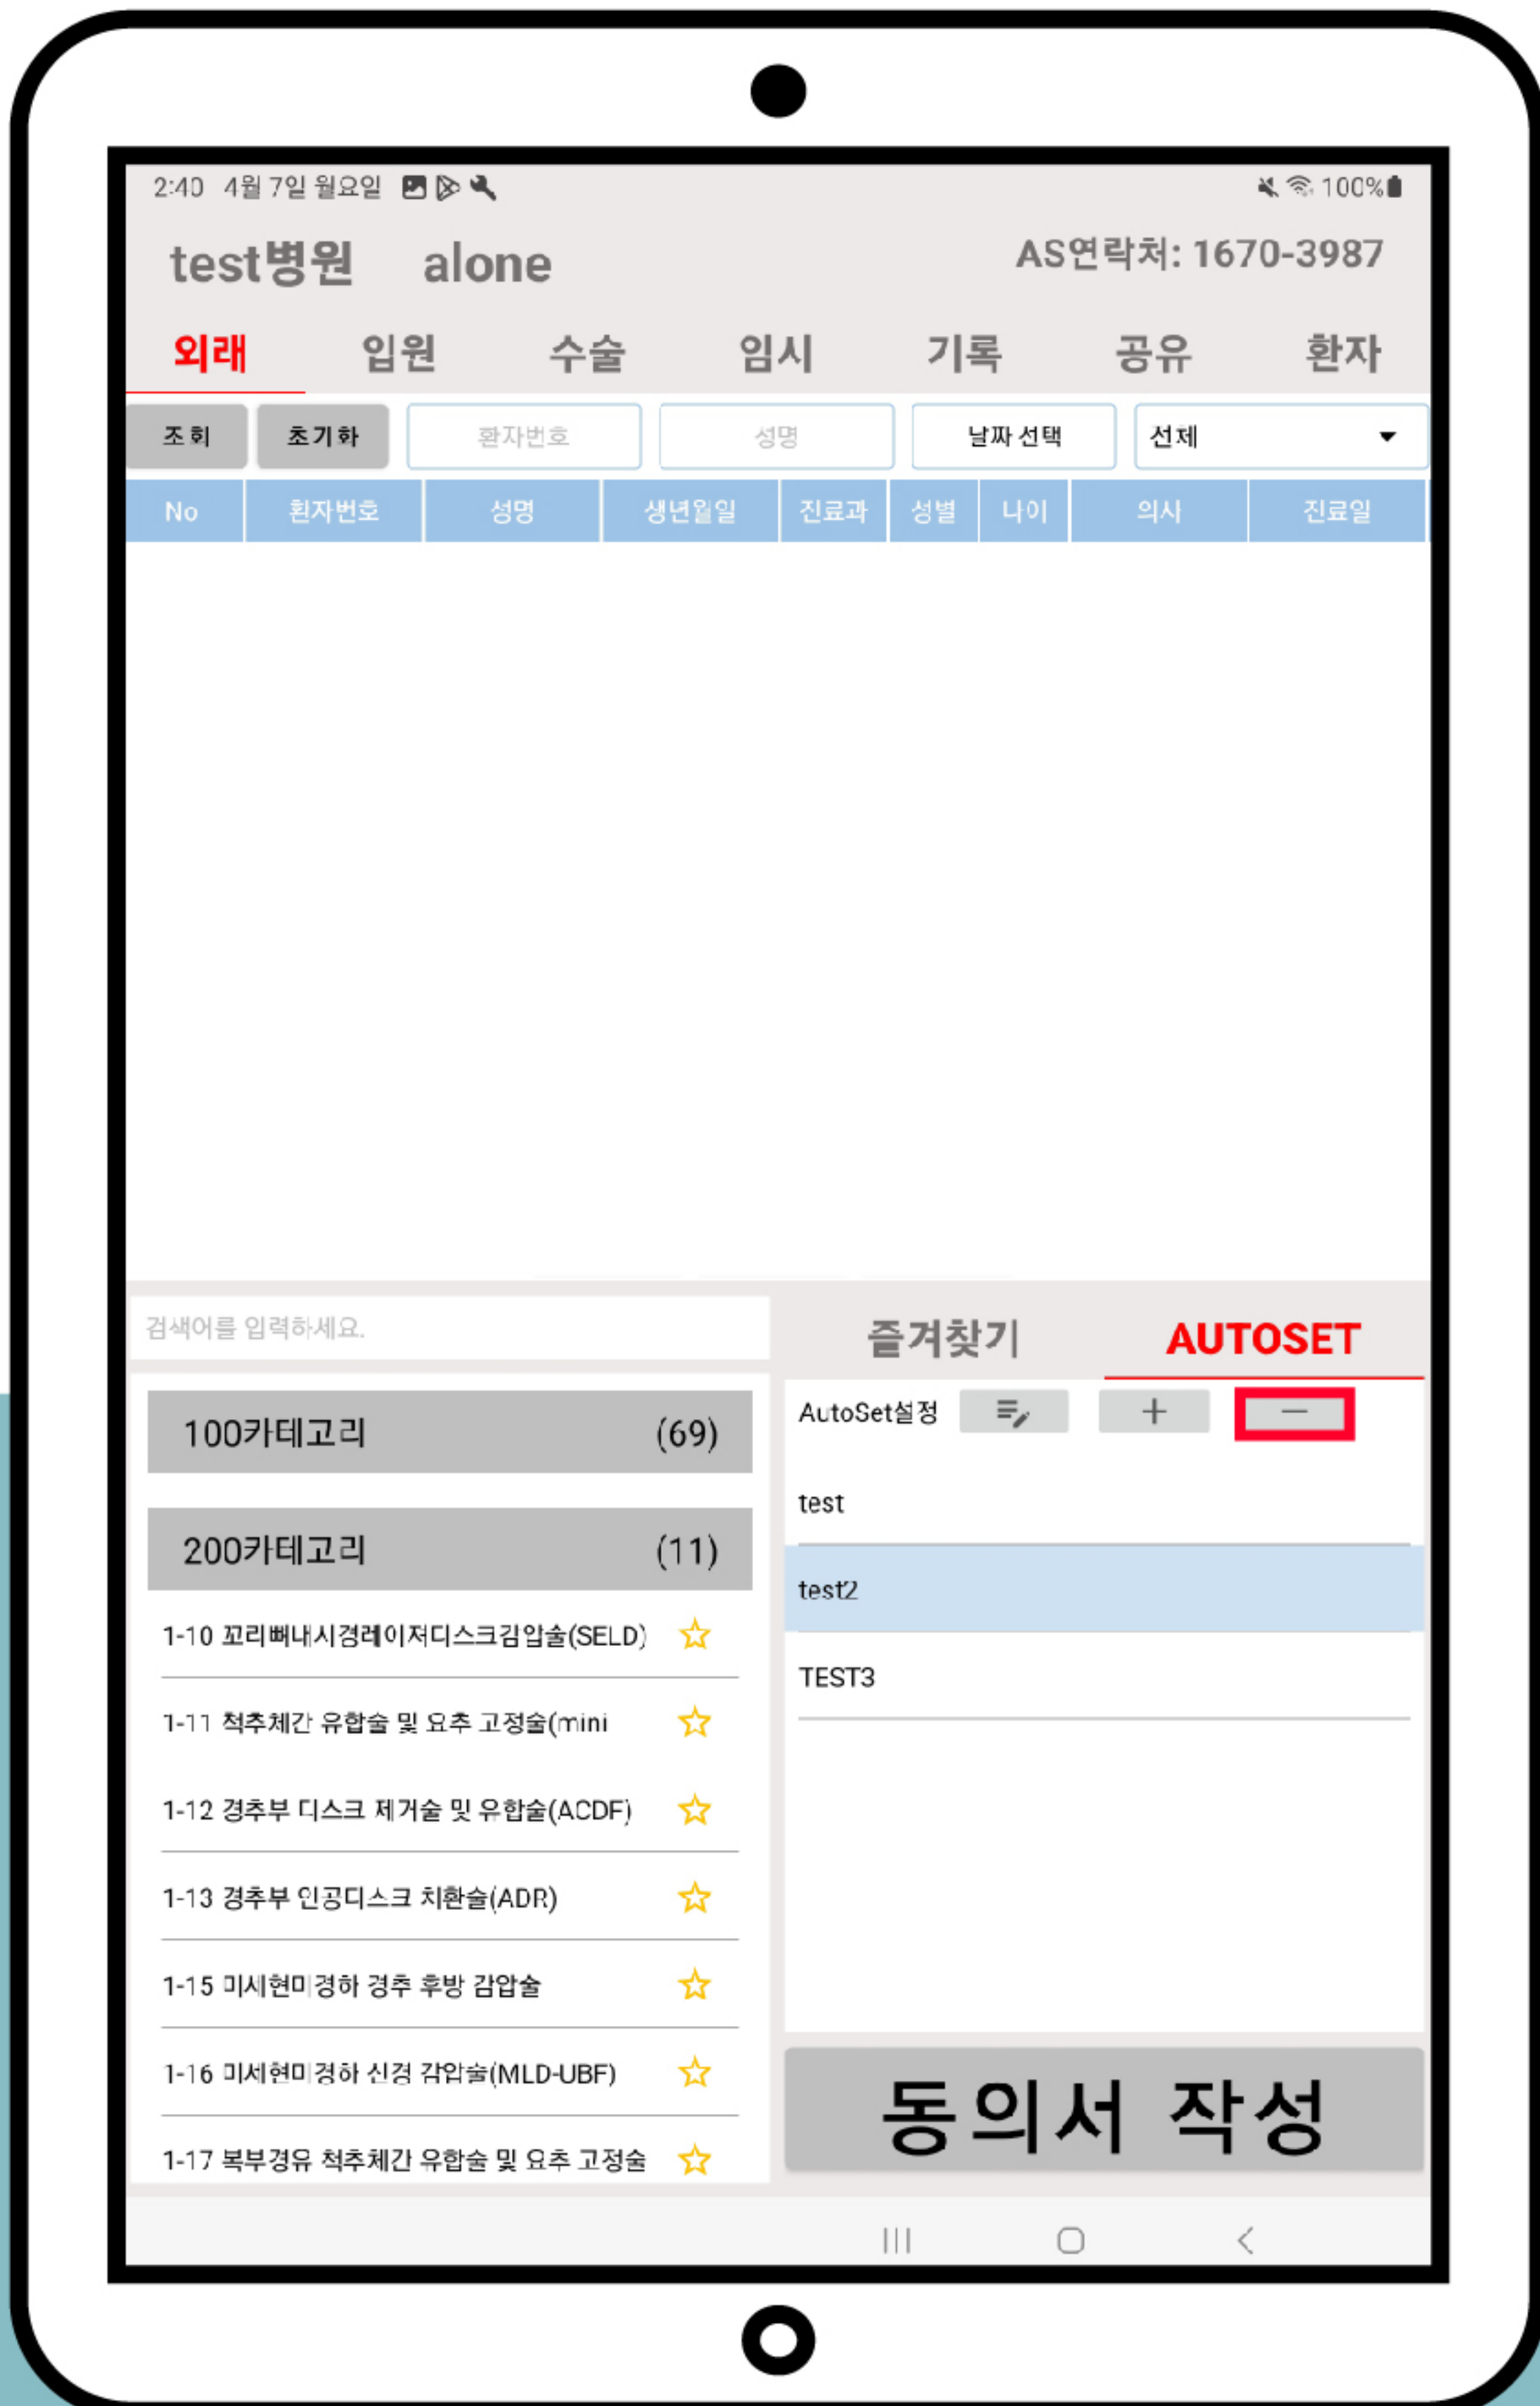 2:40 4월 7일 월요일 100%
test병원 alone AS연락처: 1670-3987
외래 입원 수술 임시 기록 공유 환자
조회 초기화 환자번호 성명 날짜 선택 선제
No 환자번호 성명 생년월일 진료과 성별 나이 의사 진료일
검색어를 입력하세요.
즐겨찾기 AUTOSET
100카테고리 (69)
200카테고리 (11)
1-10 꼬리뼈내시경레이저디스크감압술(SELD)
1-11 척추체간 유합술 및 요추 고정술(mini
1-12 경추부 디스크 제거술 및 유합술(ACDF)
1-13 경추부 인공디스크 치환술(ADR)
1-15 미세현미경하 경추 후방 감압술
1-16 미세현미경하 신경 감압술(MLD-UBF)
1-17 복부경유 척추체간 유합술 및 요추 고정술
AutoSet설정 + −
test
test2
TEST3
동의서 작성